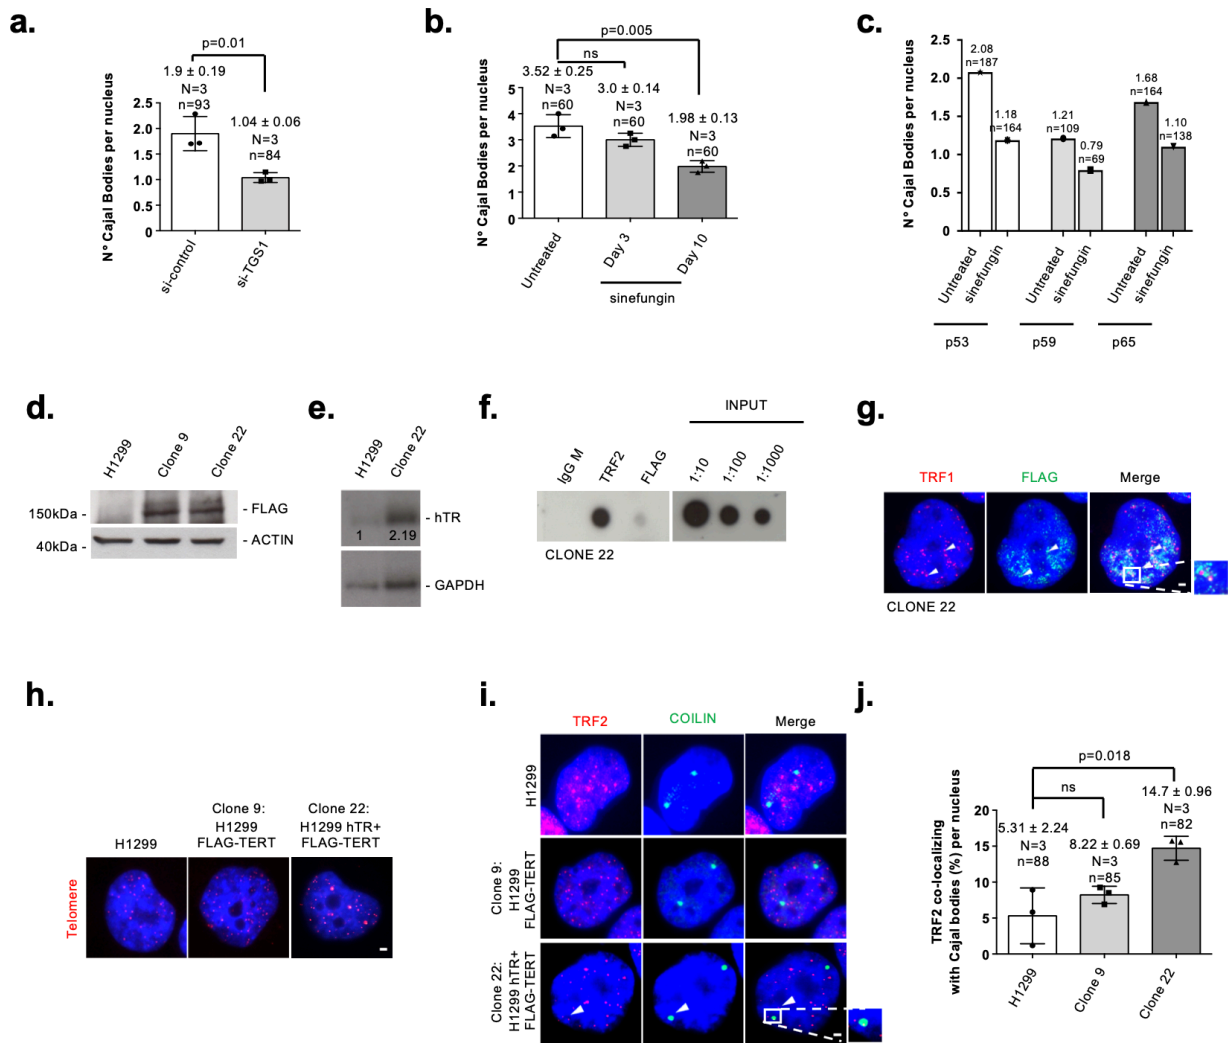 a.
p=0.01
1.9 ± 0.19
N=3
n=93
1.04 ± 0.06
N=3
n=84
N° Cajal Bodies per nucleus
2.5
2.0
1.5
1.0
0.5
0.0
si-control
si-TGS1
b.
p=0.005
ns
3.52 ± 0.25
N=3
n=60
3.0 ± 0.14
N=3
n=60
1.98 ± 0.13
N=3
n=60
N° Cajal Bodies per nucleus
5
4
3
2
1
0
Untreated
Day 3
Day 10
sinefungin
c.
N° Cajal Bodies per nucleus
2.5
2.0
1.5
1.0
0.5
0
2.08
n=187
1.18
n=164
1.21
n=109
0.79
n=69
1.68
n=164
1.10
n=138
Untreated
sinefungin
Untreated
sinefungin
Untreated
sinefungin
p53
p59
p65
d.
H1299
Clone 9
Clone 22
150kDa -
- FLAG
40kDa -
- ACTIN
e.
H1299
Clone 22
- hTR
1
2.19
- GAPDH
f.
INPUT
IgG M
TRF2
FLAG
1:10
1:100
1:1000
CLONE 22
g.
TRF1
FLAG
Merge
CLONE 22
h.
H1299
Clone 9:
H1299
FLAG-TERT
Clone 22:
H1299 hTR+
FLAG-TERT
Telomere
i.
TRF2
COILIN
Merge
H1299
Clone 9:
H1299
FLAG-TERT
Clone 22:
H1299 hTR+
FLAG-TERT
j.
p=0.018
ns
5.31 ± 2.24
N=3
n=88
8.22 ± 0.69
N=3
n=85
14.7 ± 0.96
N=3
n=82
TRF2 co-localizing
with Cajal bodies (%) per nucleus
20
15
10
5
0
H1299
Clone 9
Clone 22